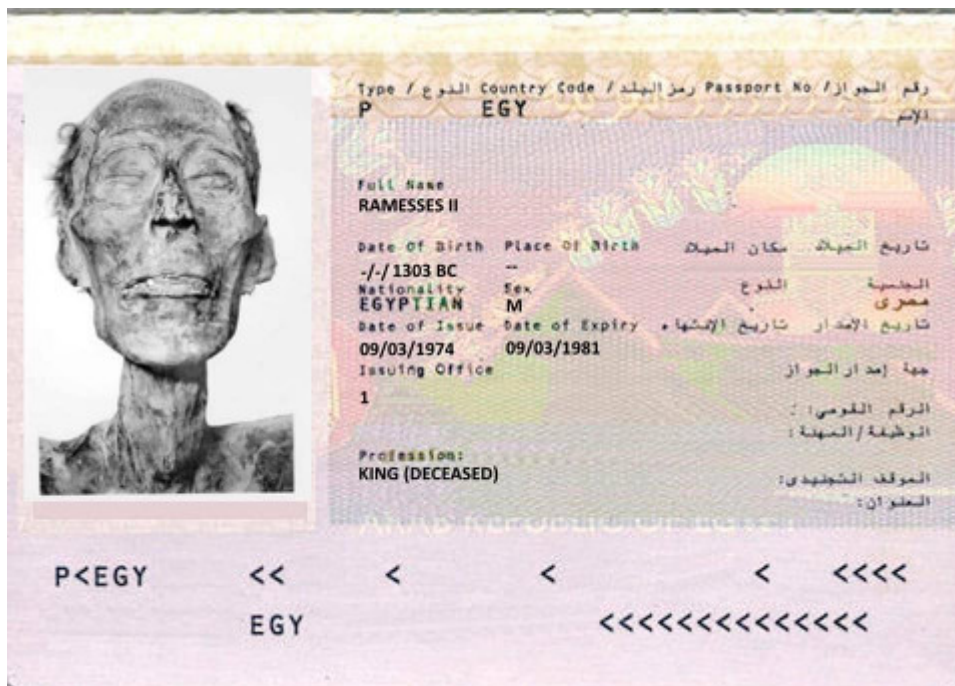 Type / النوع Country Code / رمز البلد Passport No / رقم الجواز
P EGY
الإسم
Full Name
RAMESSES II
Date Of Birth Place Of Birth مكان الميلاد تاريخ الميلاد
-/-/ 1303 BC --
Nationality Sex النوع الجنسية
EGYPTIAN M مصرى
Date of Issue Date of Expiry تاريخ الإنتهاء تاريخ الإصدار
09/03/1974 09/03/1981
Issuing Office جهة إصدار الجواز
1
الرقم القومى:
الوظيفة/المهنة:
Profession:
KING (DECEASED)
الموقف التجنيدى:
العنوان:
P<EGY << < < < <<<<
EGY <<<<<<<<<<<<<<